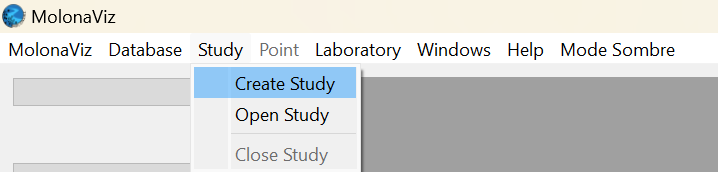 MolonaViz
MolonaViz Database Study Point Laboratory Windows Help Mode Sombre
Create Study
Open Study
Close Study